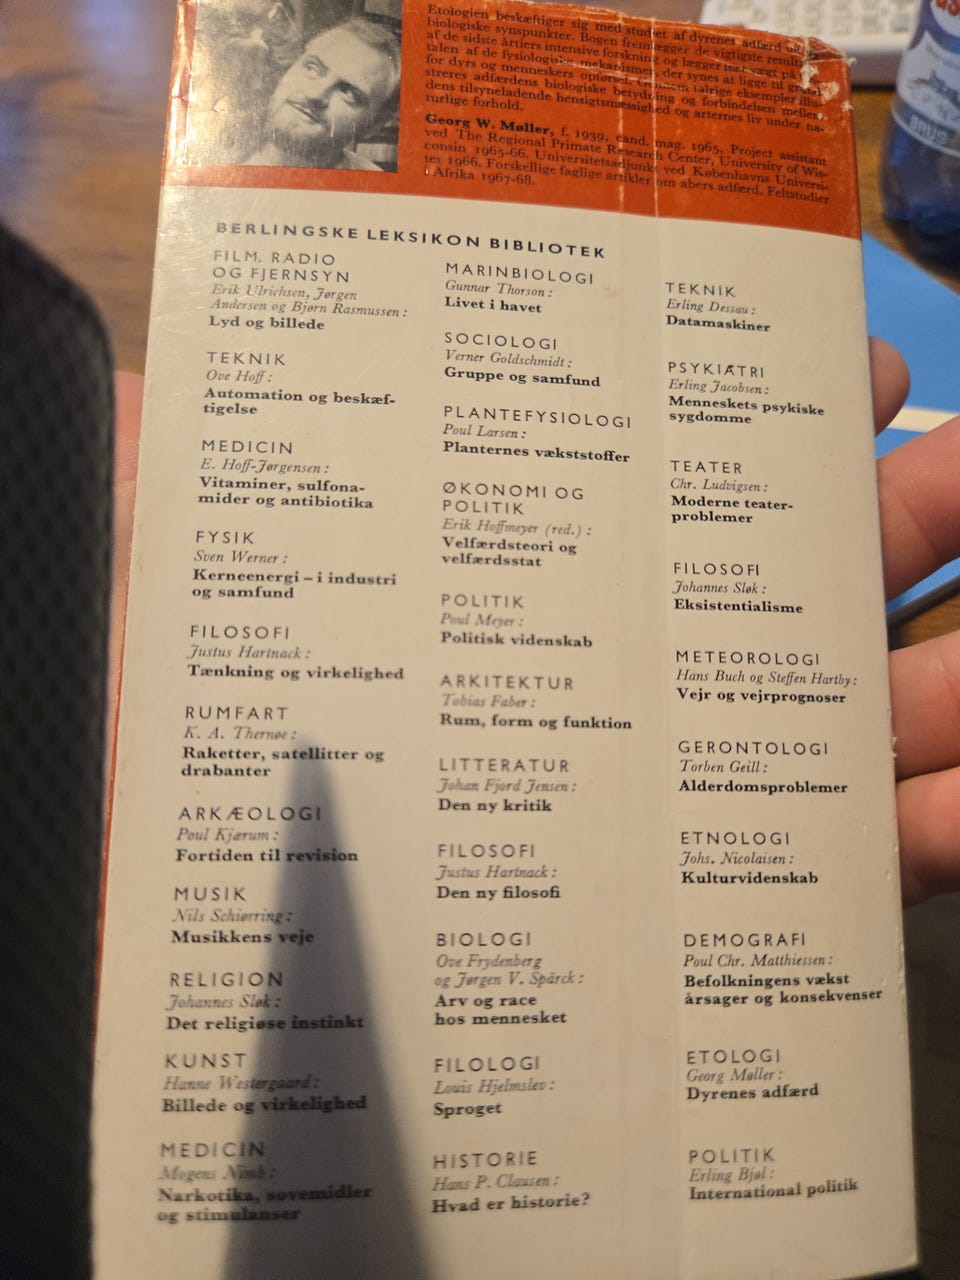 Etologien beskæftiger sig med studiet af dyrenes adfærd
biologiske synspunkter. Bogen fremlægger de vigtigste
af de sidste årtiers intensive forskning og lægger især vægt på
talen af de fysiologiske mekanismer, der synes at ligge til
for dyrs og menneskers opførsel. Gennem talrige eksempler illu-
streres adfærdens biologiske betydning og forbindelsen mellem
dens tilsyneladende hensigtsmæssighed og arternes liv under na-
turlige forhold.
Georg W. Møller, f. 1939, cand. mag. 1965. Project assistant
ved The Regional Primate Research Center, University of Wis-
consin 1965-66. Universitetsadjunkt ved Københavns Universi-
tet 1966. Forskellige faglige artikler om abers adfærd. Feltstudier
i Afrika 1967-68.
BERLINGSKE LEKSIKON BIBLIOTEK
FILM, RADIO
OG FJERNSYN
Erik Ulrichsen, Jørgen
Andersen og Bjørn Rasmussen:
Lyd og billede
TEKNIK
Ove Hoff:
Automation og beskæf-
tigelse
MEDICIN
E. Hoff-Jørgensen:
Vitaminer, sulfona-
mider og antibiotika
FYSIK
Sven Werner:
Kerneenergi – i industri
og samfund
FILOSOFI
Justus Hartnack:
Tænkning og virkelighed
RUMFART
K. A. Thernøe:
Raketter, satellitter og
drabanter
ARKÆOLOGI
Poul Kjærum:
Fortiden til revision
MUSIK
Nils Schiørring:
Musikkens veje
RELIGION
Johannes Sløk:
Det religiøse instinkt
KUNST
Hanne Westergaard:
Billede og virkelighed
MEDICIN
Mogens Nimb:
Narkotika, sovemidler
og stimulanser
MARINBIOLOGI
Gunnar Thorson:
Livet i havet
SOCIOLOGI
Verner Goldschmidt:
Gruppe og samfund
PLANTEFYSIOLOGI
Poul Larsen:
Planternes vækststoffer
ØKONOMI OG
POLITIK
Erik Hoffmeyer (red.):
Velfærdsteori og
velfærdsstat
POLITIK
Poul Meyer:
Politisk videnskab
ARKITEKTUR
Tobias Faber:
Rum, form og funktion
LITTERATUR
Johan Fjord Jensen:
Den ny kritik
FILOSOFI
Justus Hartnack:
Den ny filosofi
BIOLOGI
Ove Frydenberg
og Jørgen V. Spärck:
Arv og race
hos mennesket
FILOLOGI
Louis Hjelmslev:
Sproget
HISTORIE
Hans P. Clausen:
Hvad er historie?
TEKNIK
Erling Dessau:
Datamaskiner
PSYKIATRI
Erling Jacobsen:
Menneskets psykiske
sygdomme
TEATER
Chr. Ludvigsen:
Moderne teater-
problemer
FILOSOFI
Johannes Sløk:
Eksistentialisme
METEOROLOGI
Hans Buch og Steffen Hartby:
Vejr og vejrprognoser
GERONTOLOGI
Torben Geill:
Alderdomsproblemer
ETNOLOGI
Johs. Nicolaisen:
Kulturvidenskab
DEMOGRAFI
Poul Chr. Matthiessen:
Befolkningens vækst
årsager og konsekvenser
ETOLOGI
Georg Møller:
Dyrenes adfærd
POLITIK
Erling Bjøl:
International politik